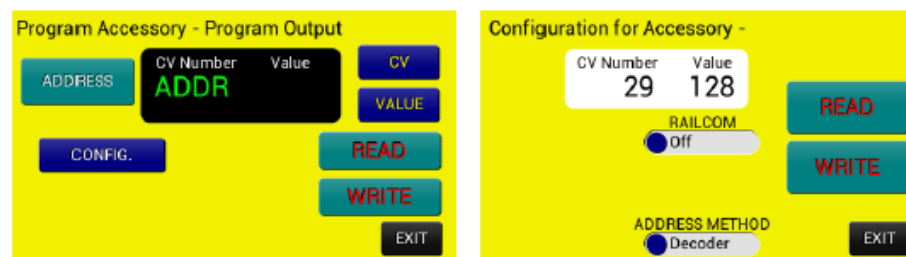 Program Accessory - Program Output
ADDRESS
CV Number Value
ADDR
CV
VALUE
CONFIG.
READ
WRITE
EXIT
Configuration for Accessory -
CV Number Value
29 128
RAILCOM
Off
READ
WRITE
ADDRESS METHOD
Decoder
EXIT